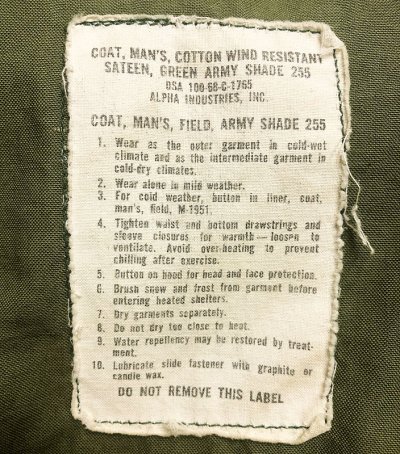 COAT, MAN'S, COTTON WIND RESISTANT
SATEEN, GREEN ARMY SHADE 255
DSA 100-68-C-1765
ALPHA INDUSTRIES, INC.
COAT, MAN'S, FIELD, ARMY SHADE 255
1. Wear as the outer garment in cold-wet
climate and as the intermediate garment in
cold-dry climates.
2. Wear alone in mild weather.
3. For cold weather, button in liner, coat,
man's, field, M-1951.
4. Tighten waist and bottom drawstrings and
sleeve closures for warmth—loosen to
ventilate. Avoid over-heating to prevent
chilling after exercise.
5. Button on hood for head and face protection.
6. Brush snow and frost from garment before
entering heated shelters.
7. Dry garments separately.
8. Do not dry too close to heat.
9. Water repellency may be restored by treat-
ment.
10. Lubricate slide fastener with graphite or
candle wax.
DO NOT REMOVE THIS LABEL